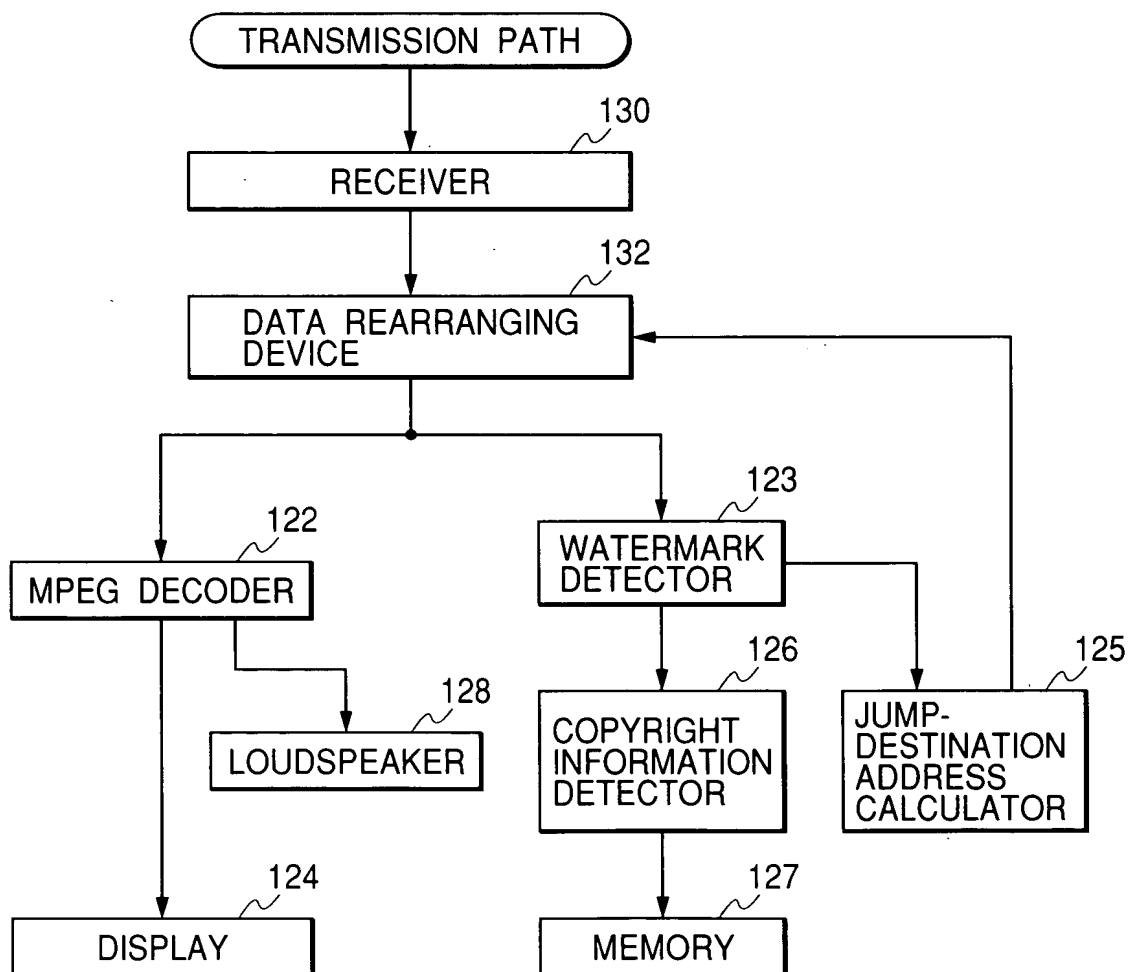 TRANSMISSION PATH
130
RECEIVER
132
DATA REARRANGING
DEVICE
123
122
WATERMARK
DETECTOR
MPEG DECODER
126
125
128
COPYRIGHT
INFORMATION
DETECTOR
JUMP-
DESTINATION
ADDRESS
CALCULATOR
LOUDSPEAKER
124
127
DISPLAY
MEMORY